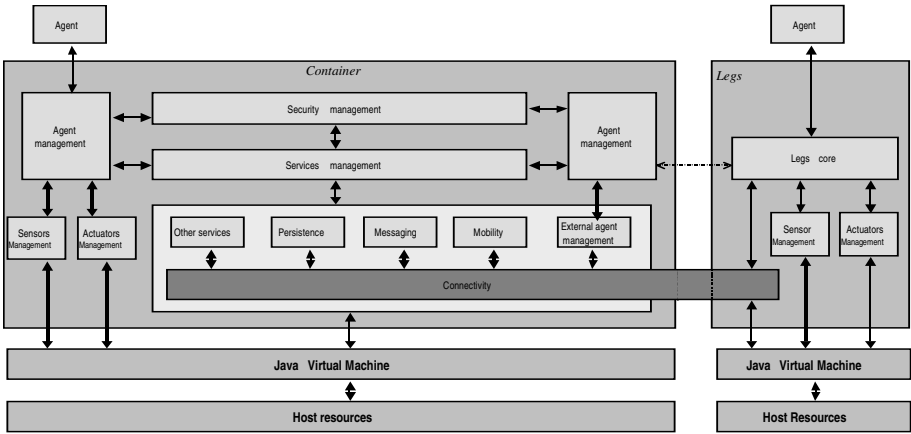 Agent
Agent
Container
Legs
Security management
Agent
management
Agent
management
Services management
Legs core
Other services
Persistence
Messaging
Mobility
External agent
management
Sensors
Management
Actuators
Management
Sensor
Management
Actuators
Management
Connectivity
Java Virtual Machine
Java Virtual Machine
Host resources
Host Resources